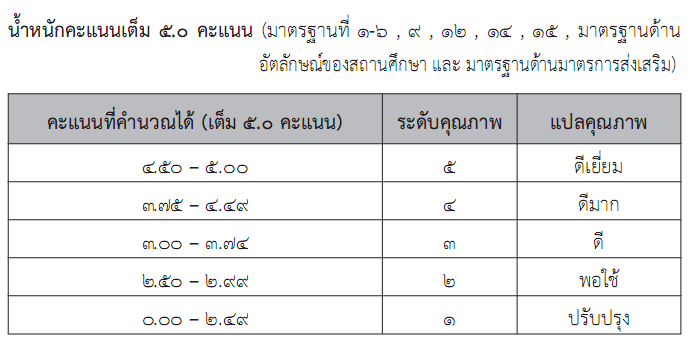 น้ำหนักคะแนนเต็ม ๕.๐ คะแนน (มาตรฐานที่ ๑-๖ , ๙ , ๑๒ , ๑๔ , ๑๕ , มาตรฐานด้าน
อัตลักษณ์ของสถานศึกษา และ มาตรฐานด้านมาตรการส่งเสริม)
คะแนนที่คำนวณได้ (เต็ม ๕.๐ คะแนน) ระดับคุณภาพ แปลคุณภาพ
๔.๕๐ – ๕.๐๐ ๕ ดีเยี่ยม
๓.๗๕ – ๔.๔๙ ๔ ดีมาก
๓.๐๐ – ๓.๗๔ ๓ ดี
๒.๕๐ – ๒.๙๙ ๒ พอใช้
๐.๐๐ – ๒.๔๙ ๑ ปรับปรุง